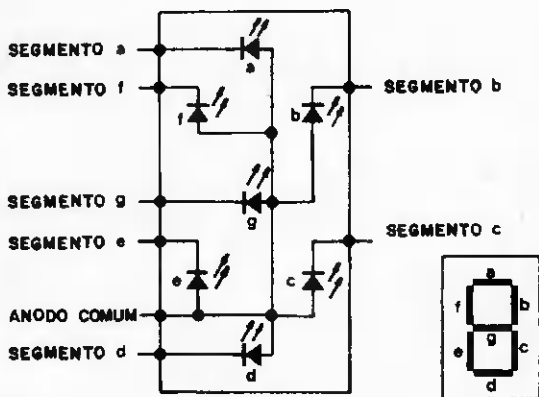 SEGMENTO a
SEGMENTO f
SEGMENTO g
SEGMENTO e
ANODO COMUM
SEGMENTO d
a
f
b
g
e
c
d
SEGMENTO b
SEGMENTO c
a
f
b
g
e
c
d